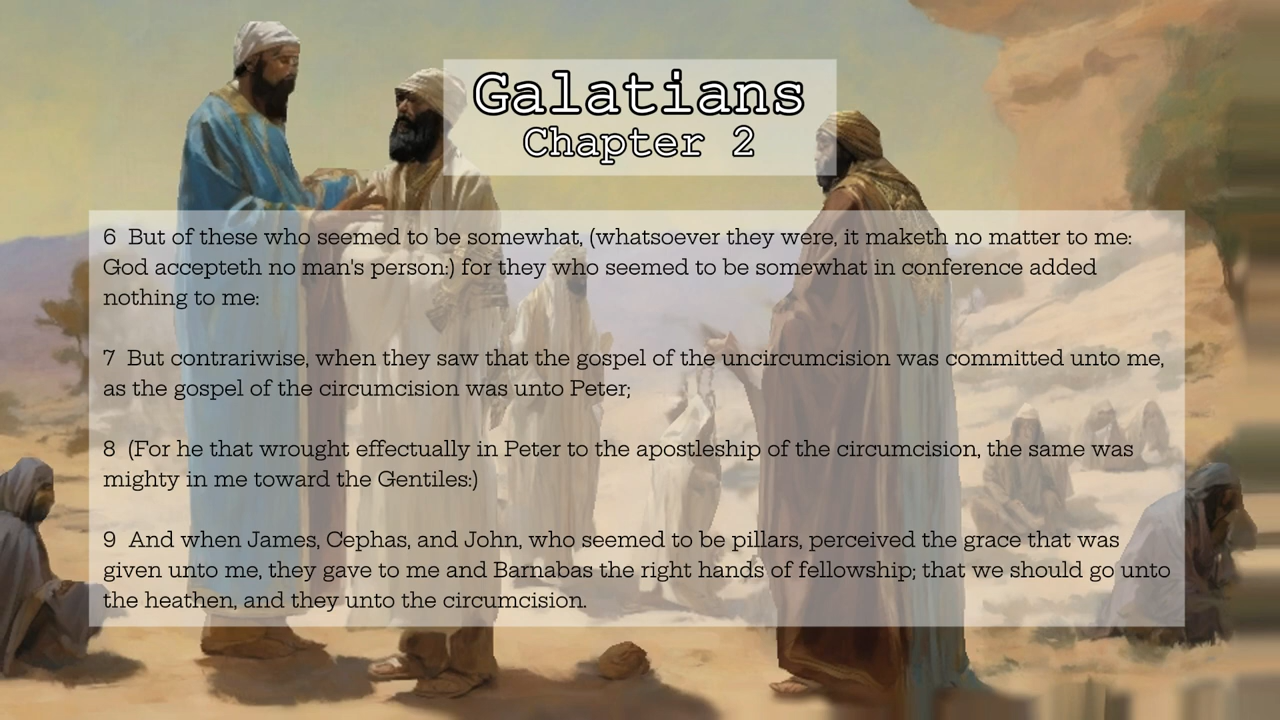 Galatians
Chapter 2
6 But of these who seemed to be somewhat, (whatsoever they were, it maketh no matter to me:
God accepteth no man's person:) for they who seemed to be somewhat in conference added
nothing to me:
7 But contrariwise, when they saw that the gospel of the uncircumcision was committed unto me,
as the gospel of the circumcision was unto Peter;
8 (For he that wrought effectually in Peter to the apostleship of the circumcision, the same was
mighty in me toward the Gentiles:)
9 And when James, Cephas, and John, who seemed to be pillars, perceived the grace that was
given unto me, they gave to me and Barnabas the right hands of fellowship; that we should go unto
the heathen, and they unto the circumcision.